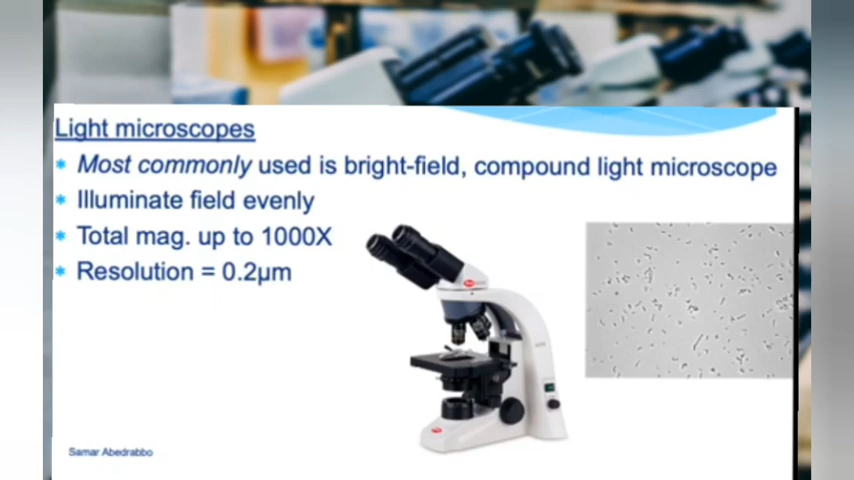 Light microscopes
* Most commonly used is bright-field, compound light microscope
* Illuminate field evenly
* Total mag. up to 1000X
* Resolution = 0.2µm
Samar Abedrabbo